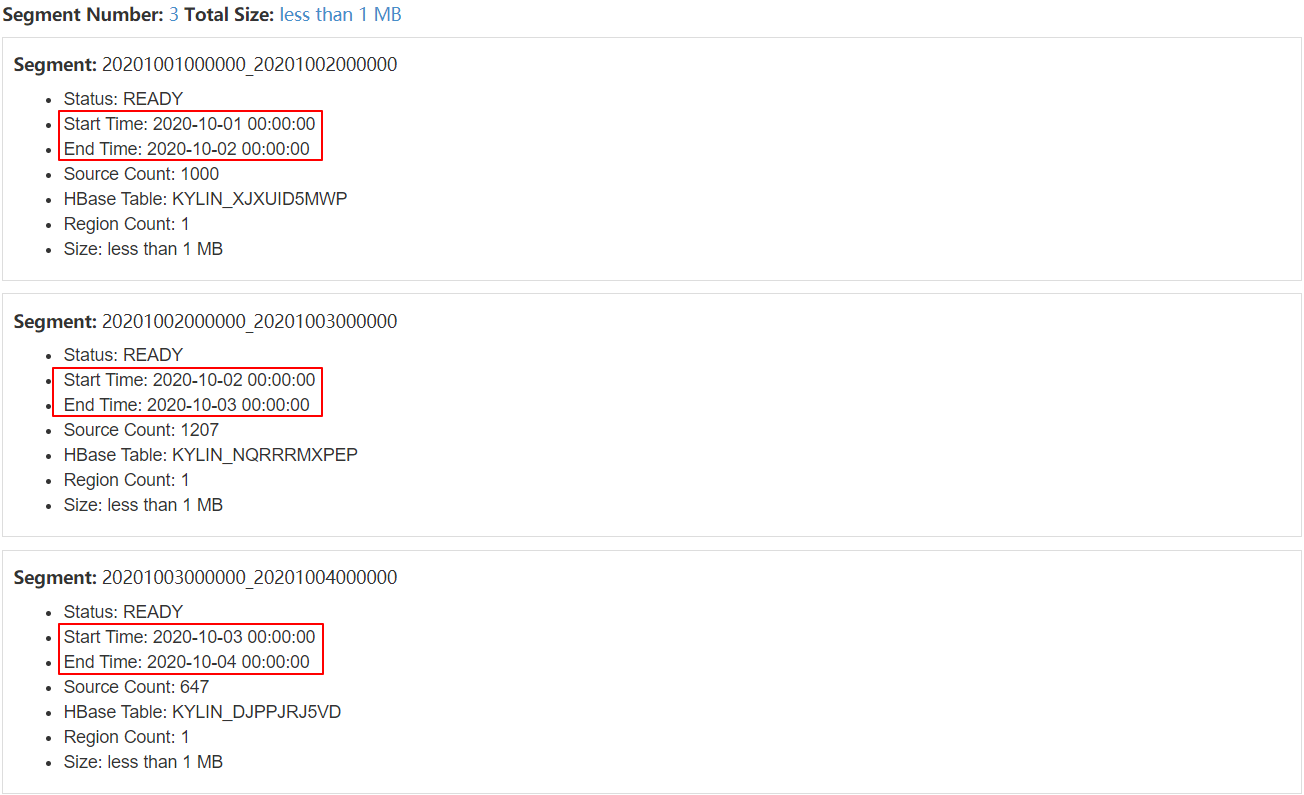 Segment Number: 3 Total Size: less than 1 MB
Segment: 20201001000000_20201002000000
Status: READY
Start Time: 2020-10-01 00:00:00
End Time: 2020-10-02 00:00:00
Source Count: 1000
HBase Table: KYLIN_XJXUID5MWP
Region Count: 1
Size: less than 1 MB
Segment: 20201002000000_20201003000000
Status: READY
Start Time: 2020-10-02 00:00:00
End Time: 2020-10-03 00:00:00
Source Count: 1207
HBase Table: KYLIN_NQRRRMXPEP
Region Count: 1
Size: less than 1 MB
Segment: 20201003000000_20201004000000
Status: READY
Start Time: 2020-10-03 00:00:00
End Time: 2020-10-04 00:00:00
Source Count: 647
HBase Table: KYLIN_DJPPJRJ5VD
Region Count: 1
Size: less than 1 MB